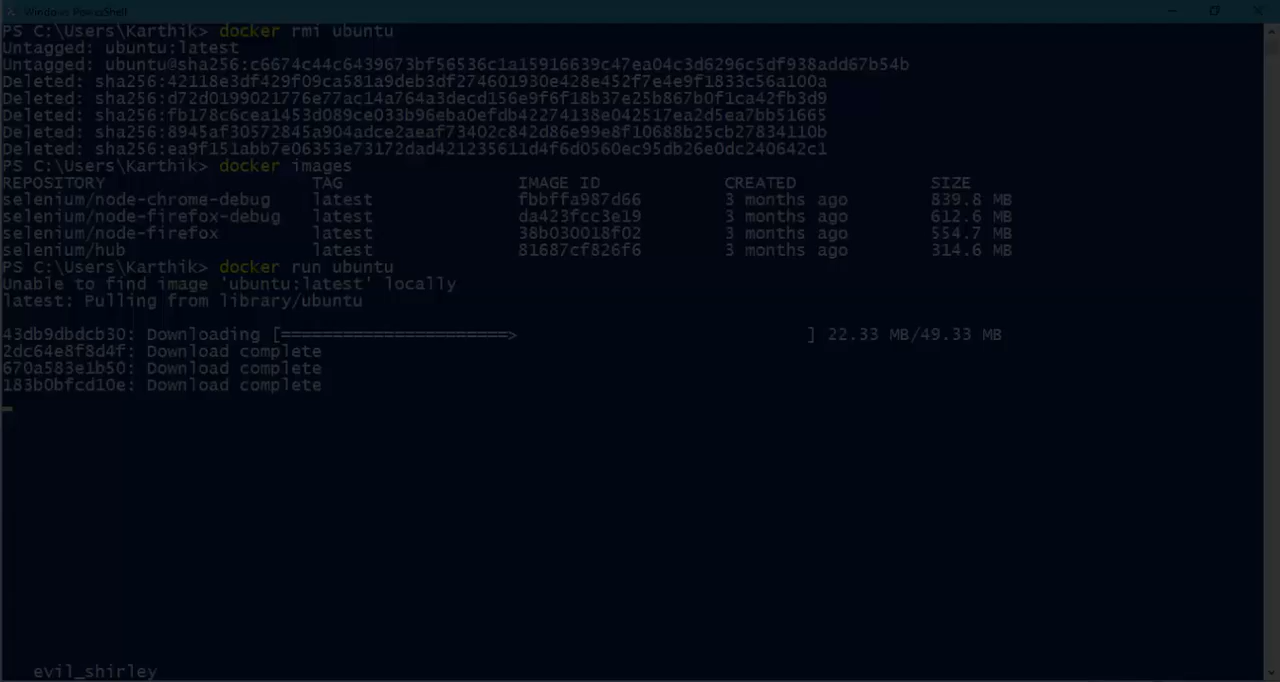 Windows PowerShell
PS C:\Users\Karthik> docker rmi ubuntu
Untagged: ubuntu:latest
Untagged: ubuntu@sha256:c6674c44c6439673bf56536c1a15916639c47ea04c3d6296c5df938add67b54b
Deleted: sha256:42118e3df429f09ca581a9deb3df274601930e428e452f7e4e9f1833c56a100a
Deleted: sha256:d72d0199021776e77ac14a764a3decd156e9f6f18b37e25b867b0f1ca42fb3d9
Deleted: sha256:fb178c6cea1453d089ce033b96eba0efdb42274138e042517ea2d5ea7bb51665
Deleted: sha256:8945af30572845a904adce2aeaf73402c842d86e99e8f10688b25cb27834110b
Deleted: sha256:ea9f151abb7e06353e73172dad421235611d4f6d0560ec95db26e0dc240642c1
PS C:\Users\Karthik> docker images
REPOSITORY TAG IMAGE ID CREATED SIZE
selenium/node-chrome-debug latest fbbffa987d66 3 months ago 839.8 MB
selenium/node-firefox-debug latest da423fcc3e19 3 months ago 612.6 MB
selenium/node-firefox latest 38b030018f02 3 months ago 554.7 MB
selenium/hub latest 81687cf826f6 3 months ago 314.6 MB
PS C:\Users\Karthik> docker run ubuntu
Unable to find image 'ubuntu:latest' locally
latest: Pulling from library/ubuntu
43db9dbdcb30: Downloading [======================> ] 22.33 MB/49.33 MB
2dc64e8f8d4f: Download complete
670a583e1b50: Download complete
183b0bfcd10e: Download complete
evil_shirley